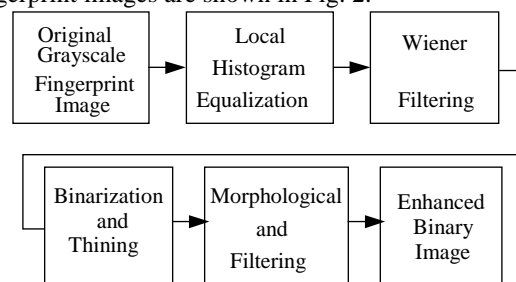 gerprint images are shown in Fig. 2.
Original
Grayscale
Fingerprint
Image
Local
Histogram
Equalization
Wiener
Filtering
Binarization
and
Thining
Morphological
and
Filtering
Enhanced
Binary
Image